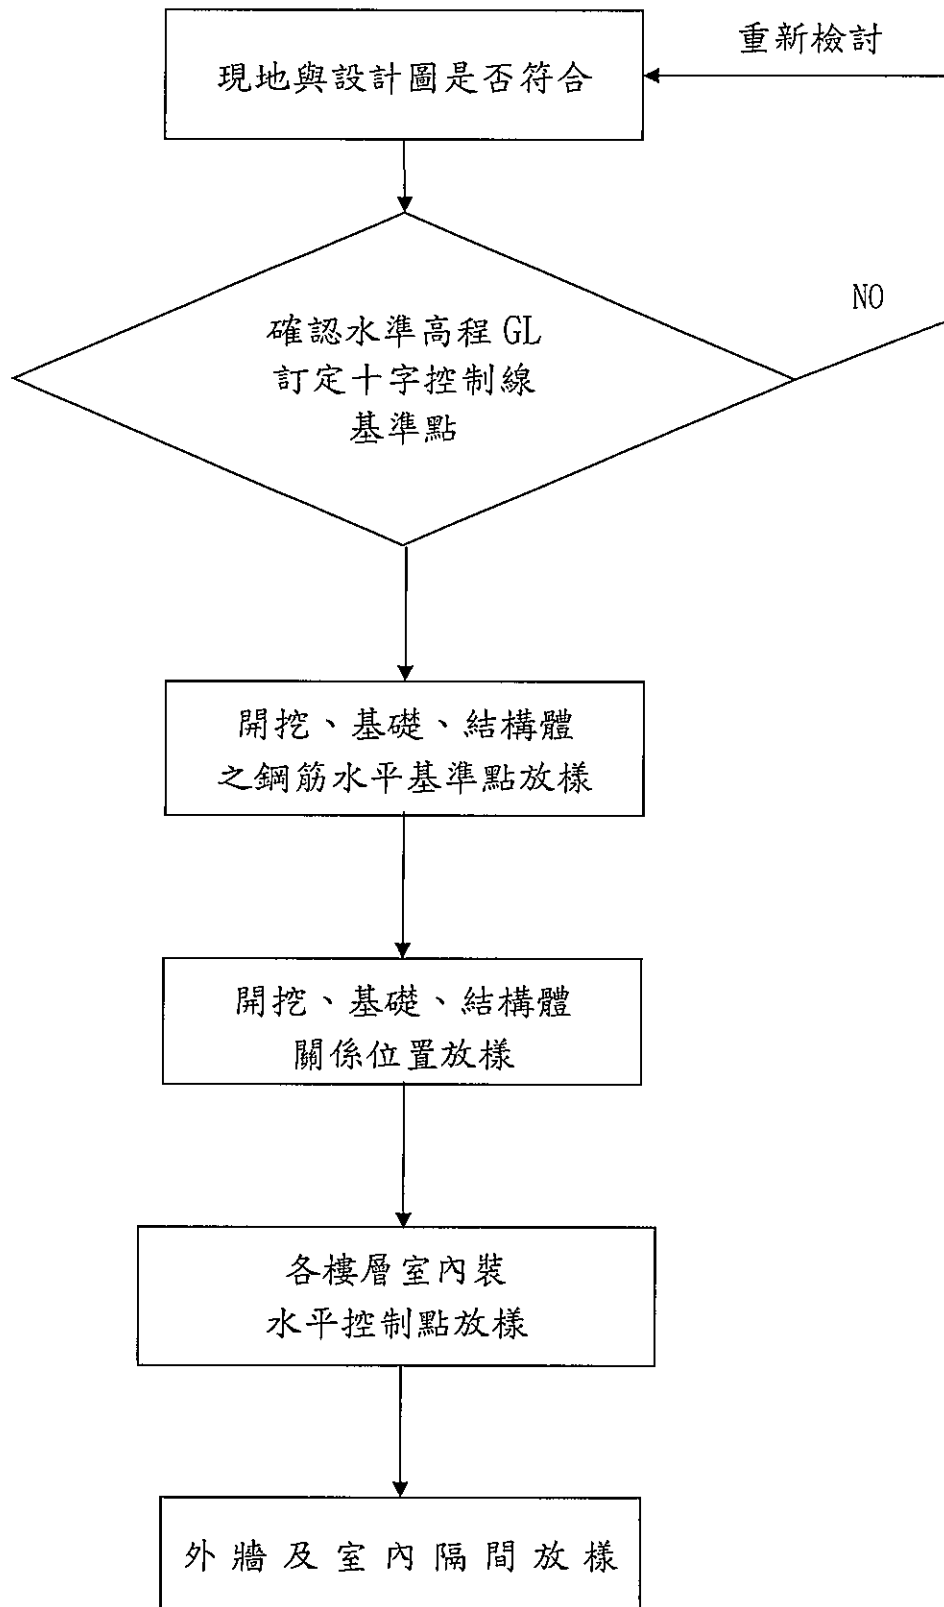 重新檢討
現地與設計圖是否符合
NO
確認水準高程 GL
訂定十字控制線
基準點
開挖、基礎、結構體
之鋼筋水平基準點放樣
開挖、基礎、結構體
關係位置放樣
各樓層室內裝
水平控制點放樣
外牆及室內隔間放樣